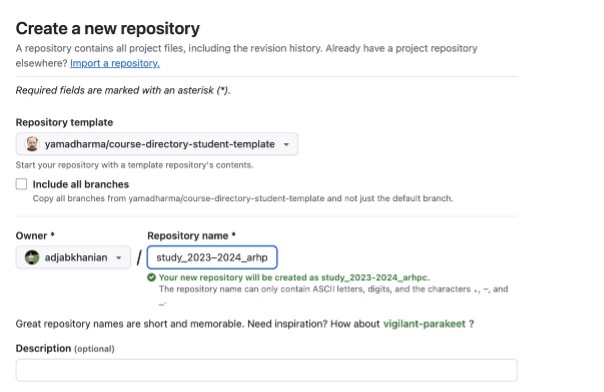 Create a new repository
A repository contains all project files, including the revision history. Already have a project repository
elsewhere? Import a repository.
Required fields are marked with an asterisk (*).
Repository template
yamadharma/course-directory-student-template
Start your repository with a template repository's contents.
Include all branches
Copy all branches from yamadharma/course-directory-student-template and not just the default branch.
Owner * Repository name *
adjabkhanian / study_2023–2024_arhp
Your new repository will be created as study_2023-2024_arhpc.
The repository name can only contain ASCII letters, digits, and the characters ., -, and
_.
Great repository names are short and memorable. Need inspiration? How about vigilant-parakeet ?
Description (optional)